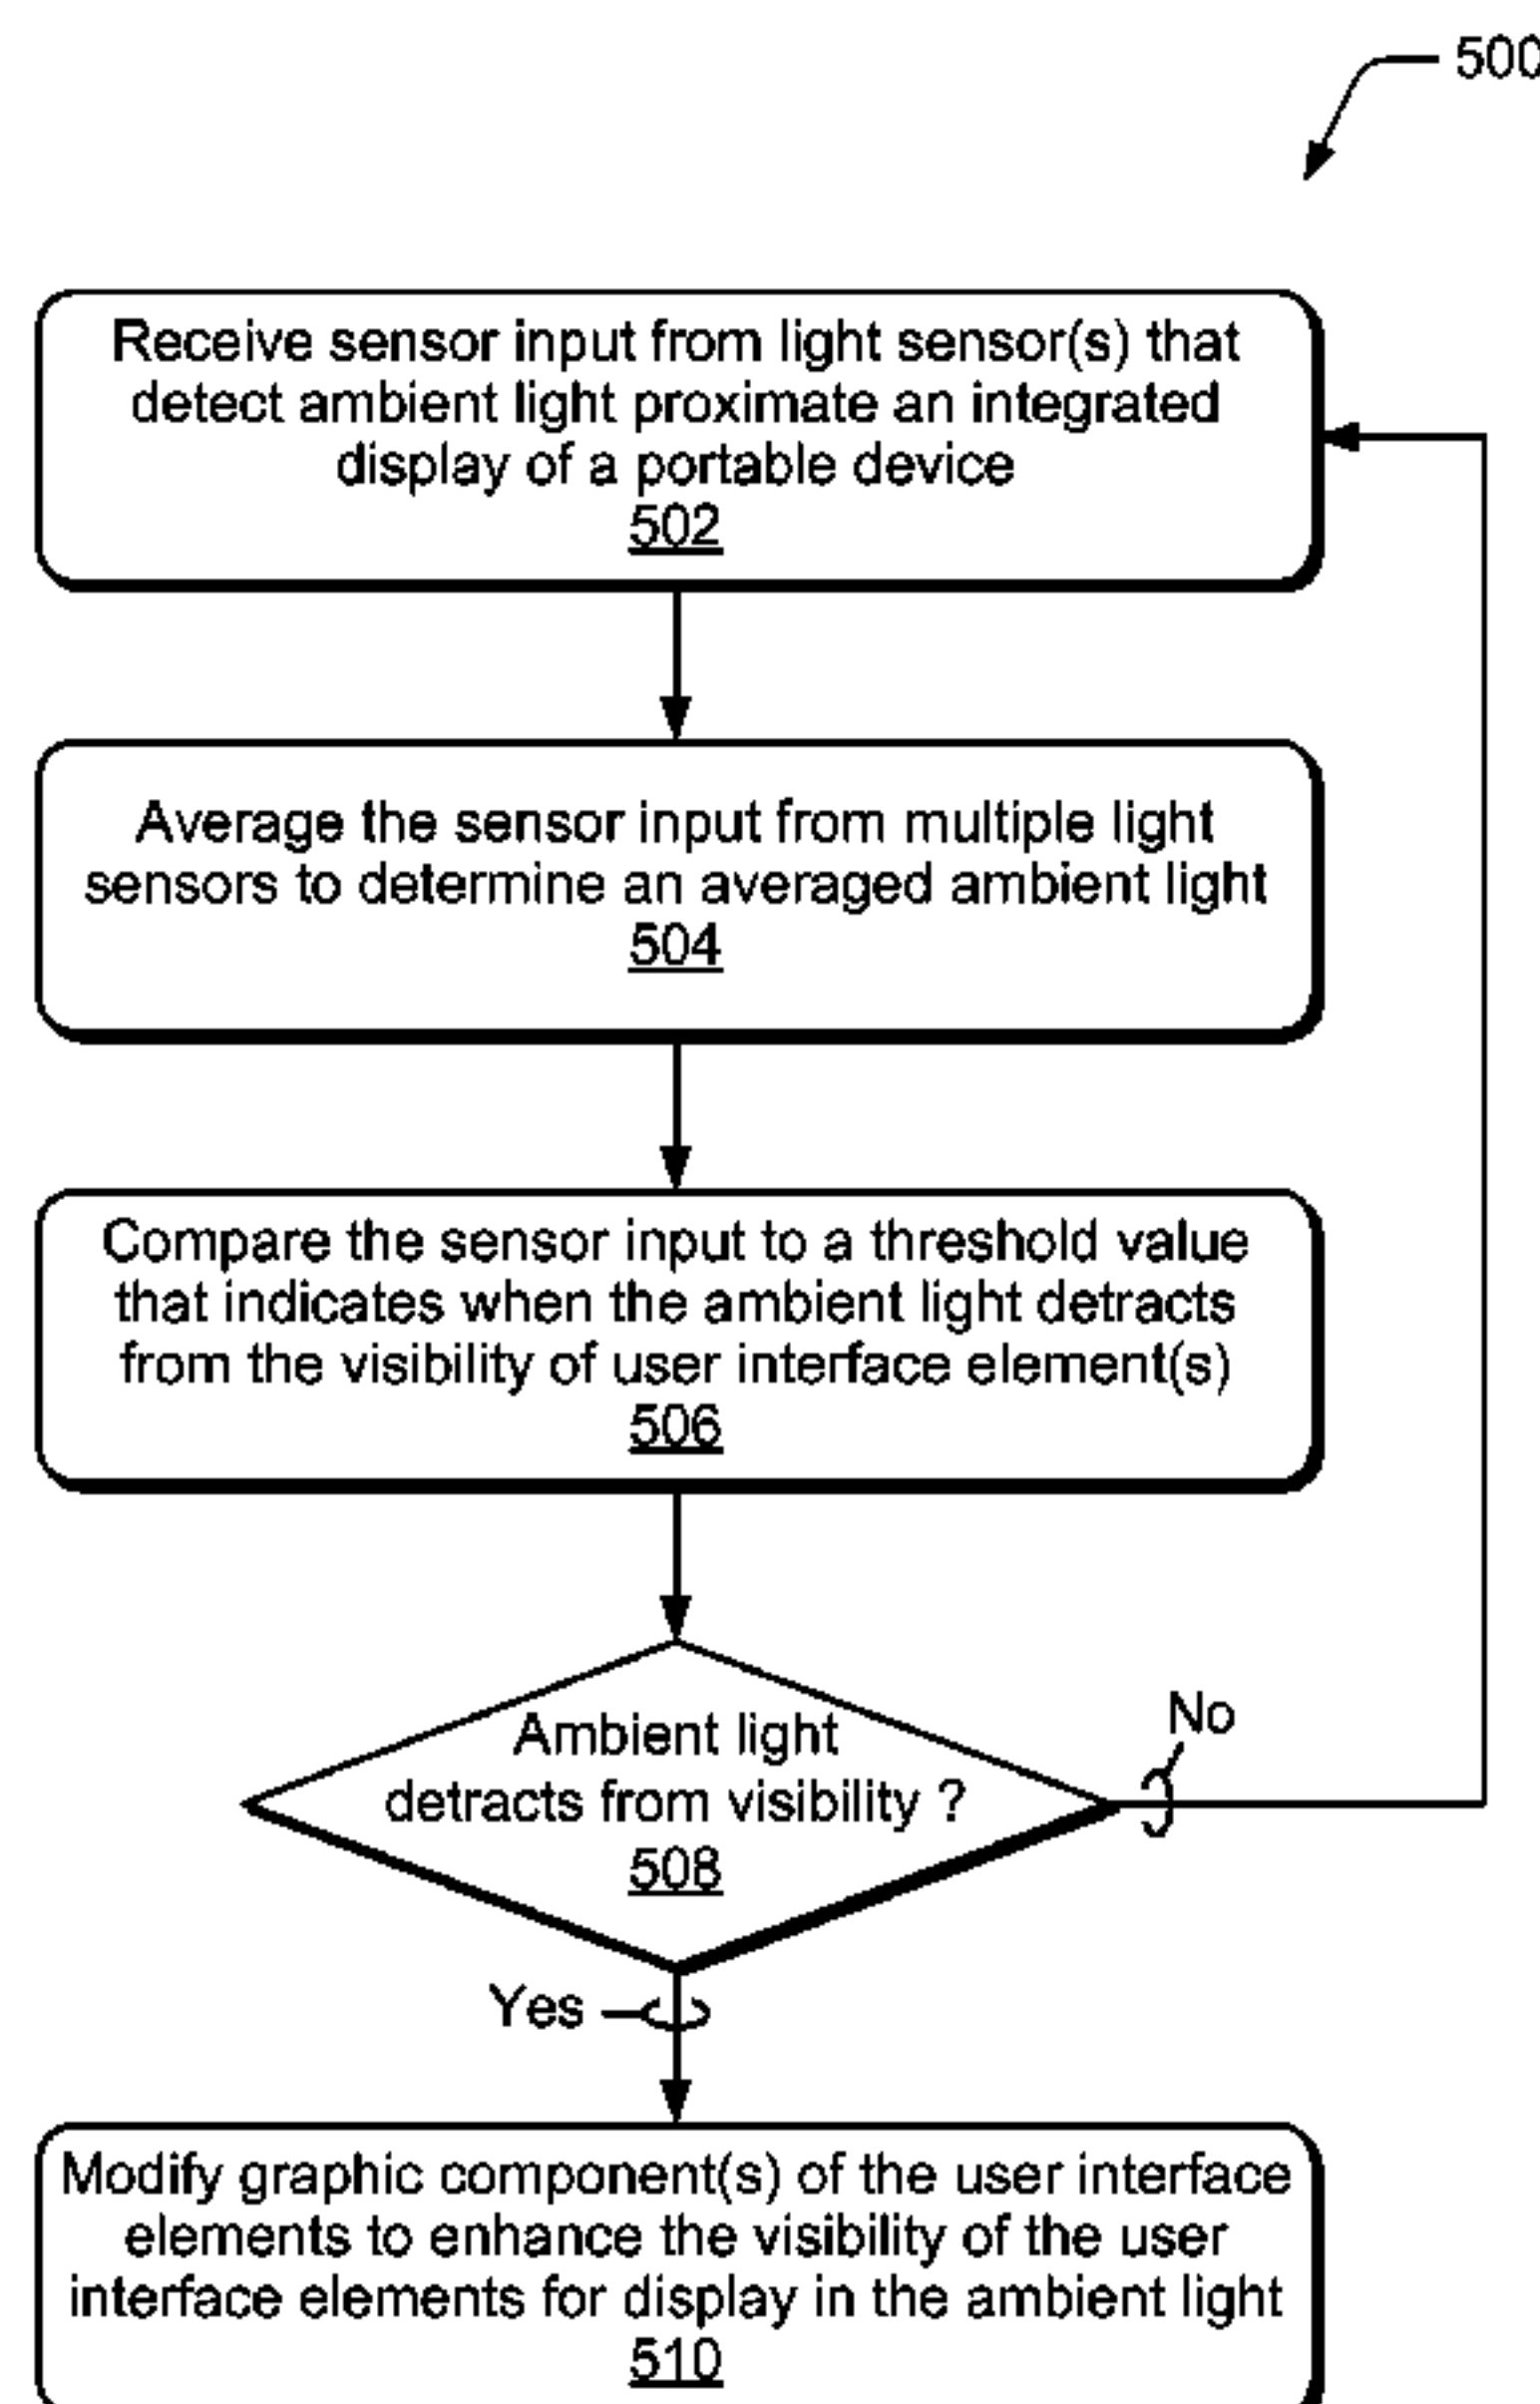 500
Receive sensor input from light sensor(s) that
detect ambient light proximate an integrated
display of a portable device
502
Average the sensor input from multiple light
sensors to determine an averaged ambient light
504
Compare the sensor input to a threshold value
that indicates when the ambient light detracts
from the visibility of user interface element(s)
506
Ambient light
detracts from visibility ?
508
No
Yes
Modify graphic component(s) of the user interface
elements to enhance the visibility of the user
interface elements for display in the ambient light
510